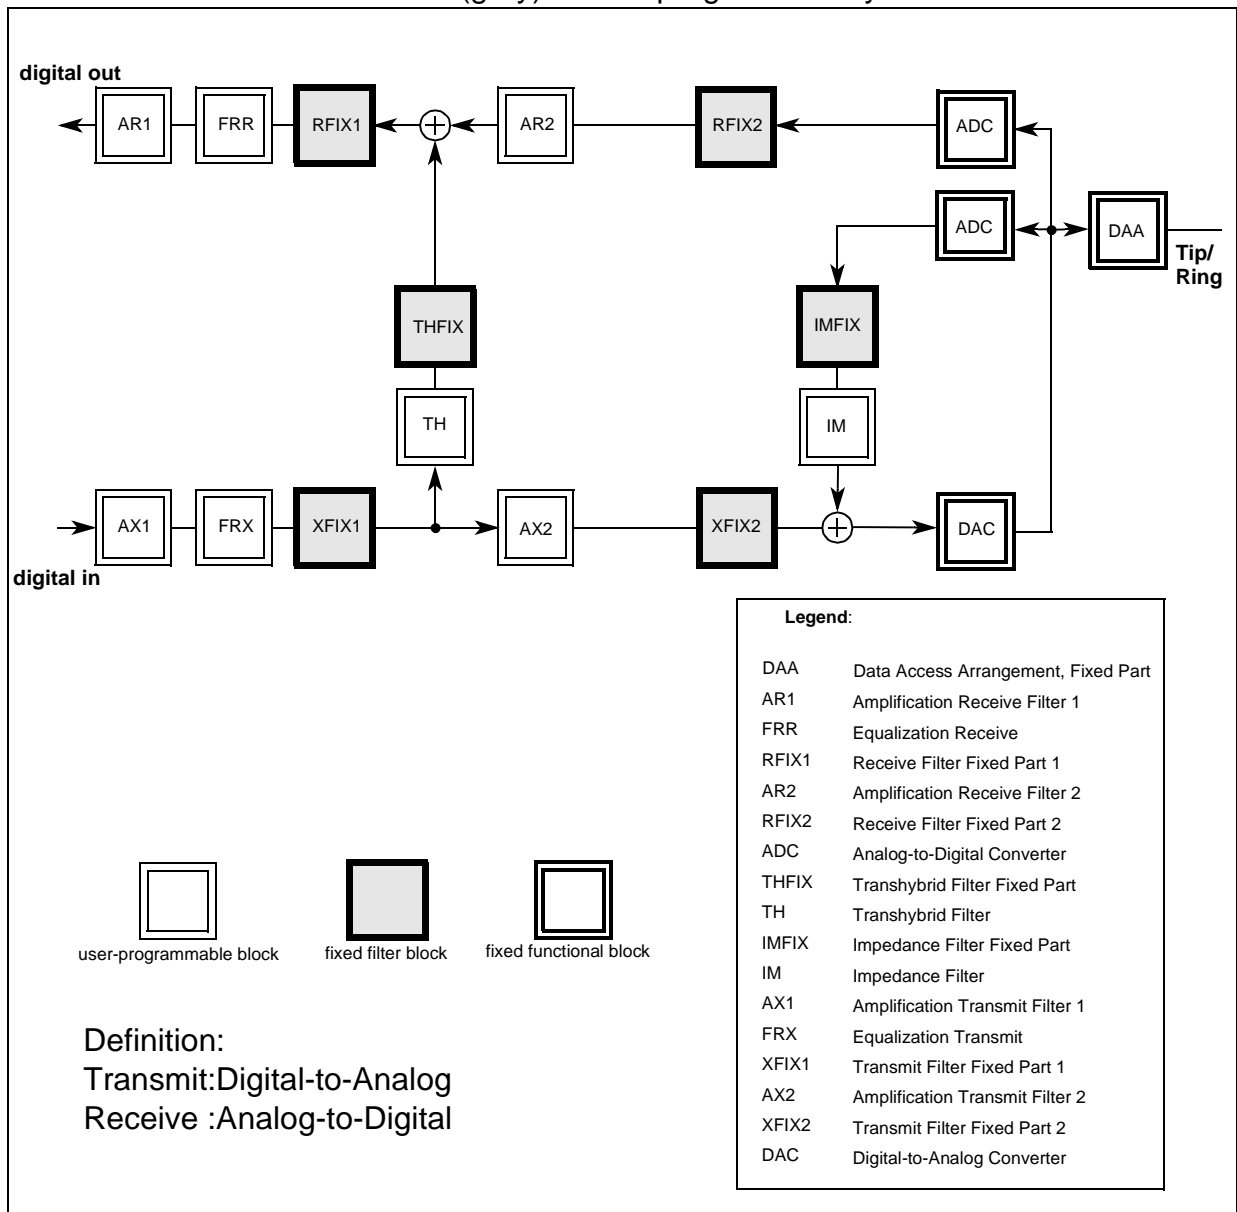 digital out
AR1 FRR RFIX1 AR2 RFIX2 ADC
ADC DAA
Tip/
Ring
THFIX IMFIX
TH IM
AX1 FRX XFIX1 AX2 XFIX2 DAC
digital in
Legend:
DAA Data Access Arrangement, Fixed Part
AR1 Amplification Receive Filter 1
FRR Equalization Receive
RFIX1 Receive Filter Fixed Part 1
AR2 Amplification Receive Filter 2
RFIX2 Receive Filter Fixed Part 2
ADC Analog-to-Digital Converter
THFIX Transhybrid Filter Fixed Part
TH Transhybrid Filter
IMFIX Impedance Filter Fixed Part
IM Impedance Filter
AX1 Amplification Transmit Filter 1
FRX Equalization Transmit
XFIX1 Transmit Filter Fixed Part 1
AX2 Amplification Transmit Filter 2
XFIX2 Transmit Filter Fixed Part 2
DAC Digital-to-Analog Converter
user-programmable block fixed filter block fixed functional block
Definition:
Transmit:Digital-to-Analog
Receive :Analog-to-Digital